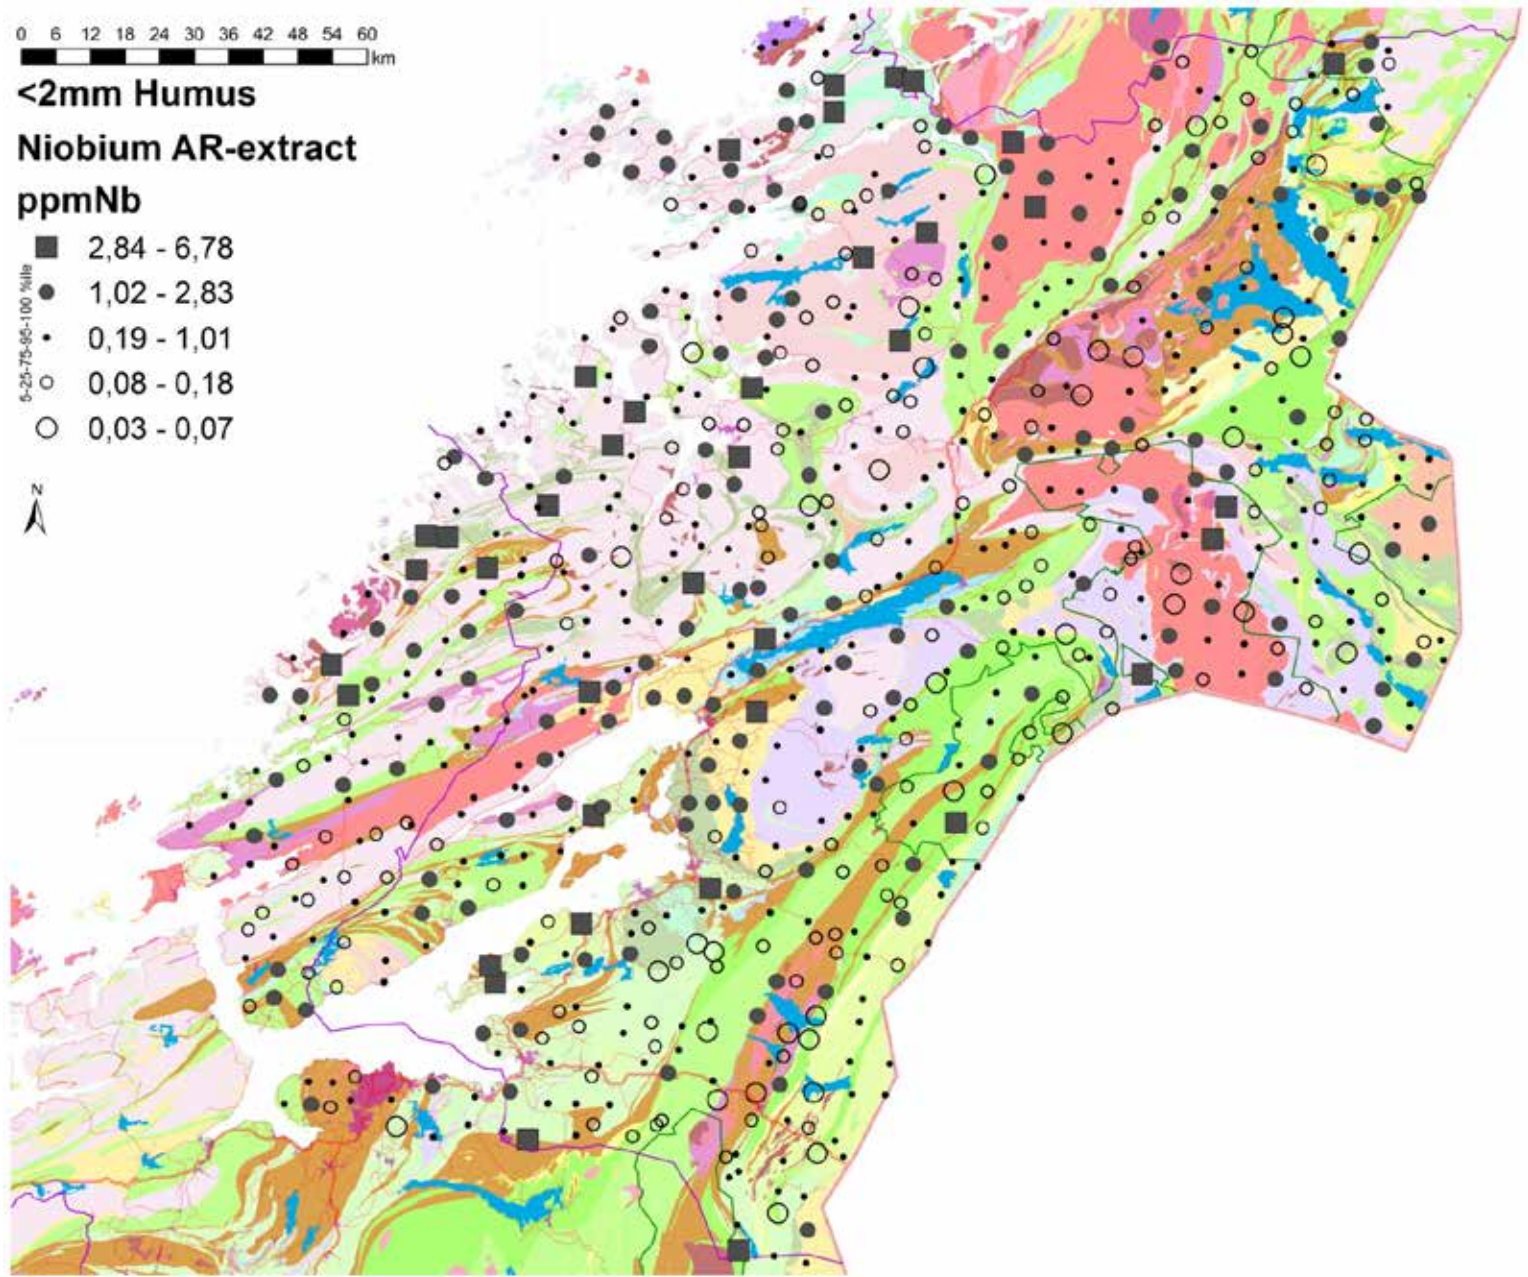 0 6 12 18 24 30 36 42 48 54 60
km
<2mm Humus
Niobium AR-extract
ppmNb
2,84 - 6,78
1,02 - 2,83
0,19 - 1,01
0,08 - 0,18
0,03 - 0,07
5-25-75-95-100 %ile
N